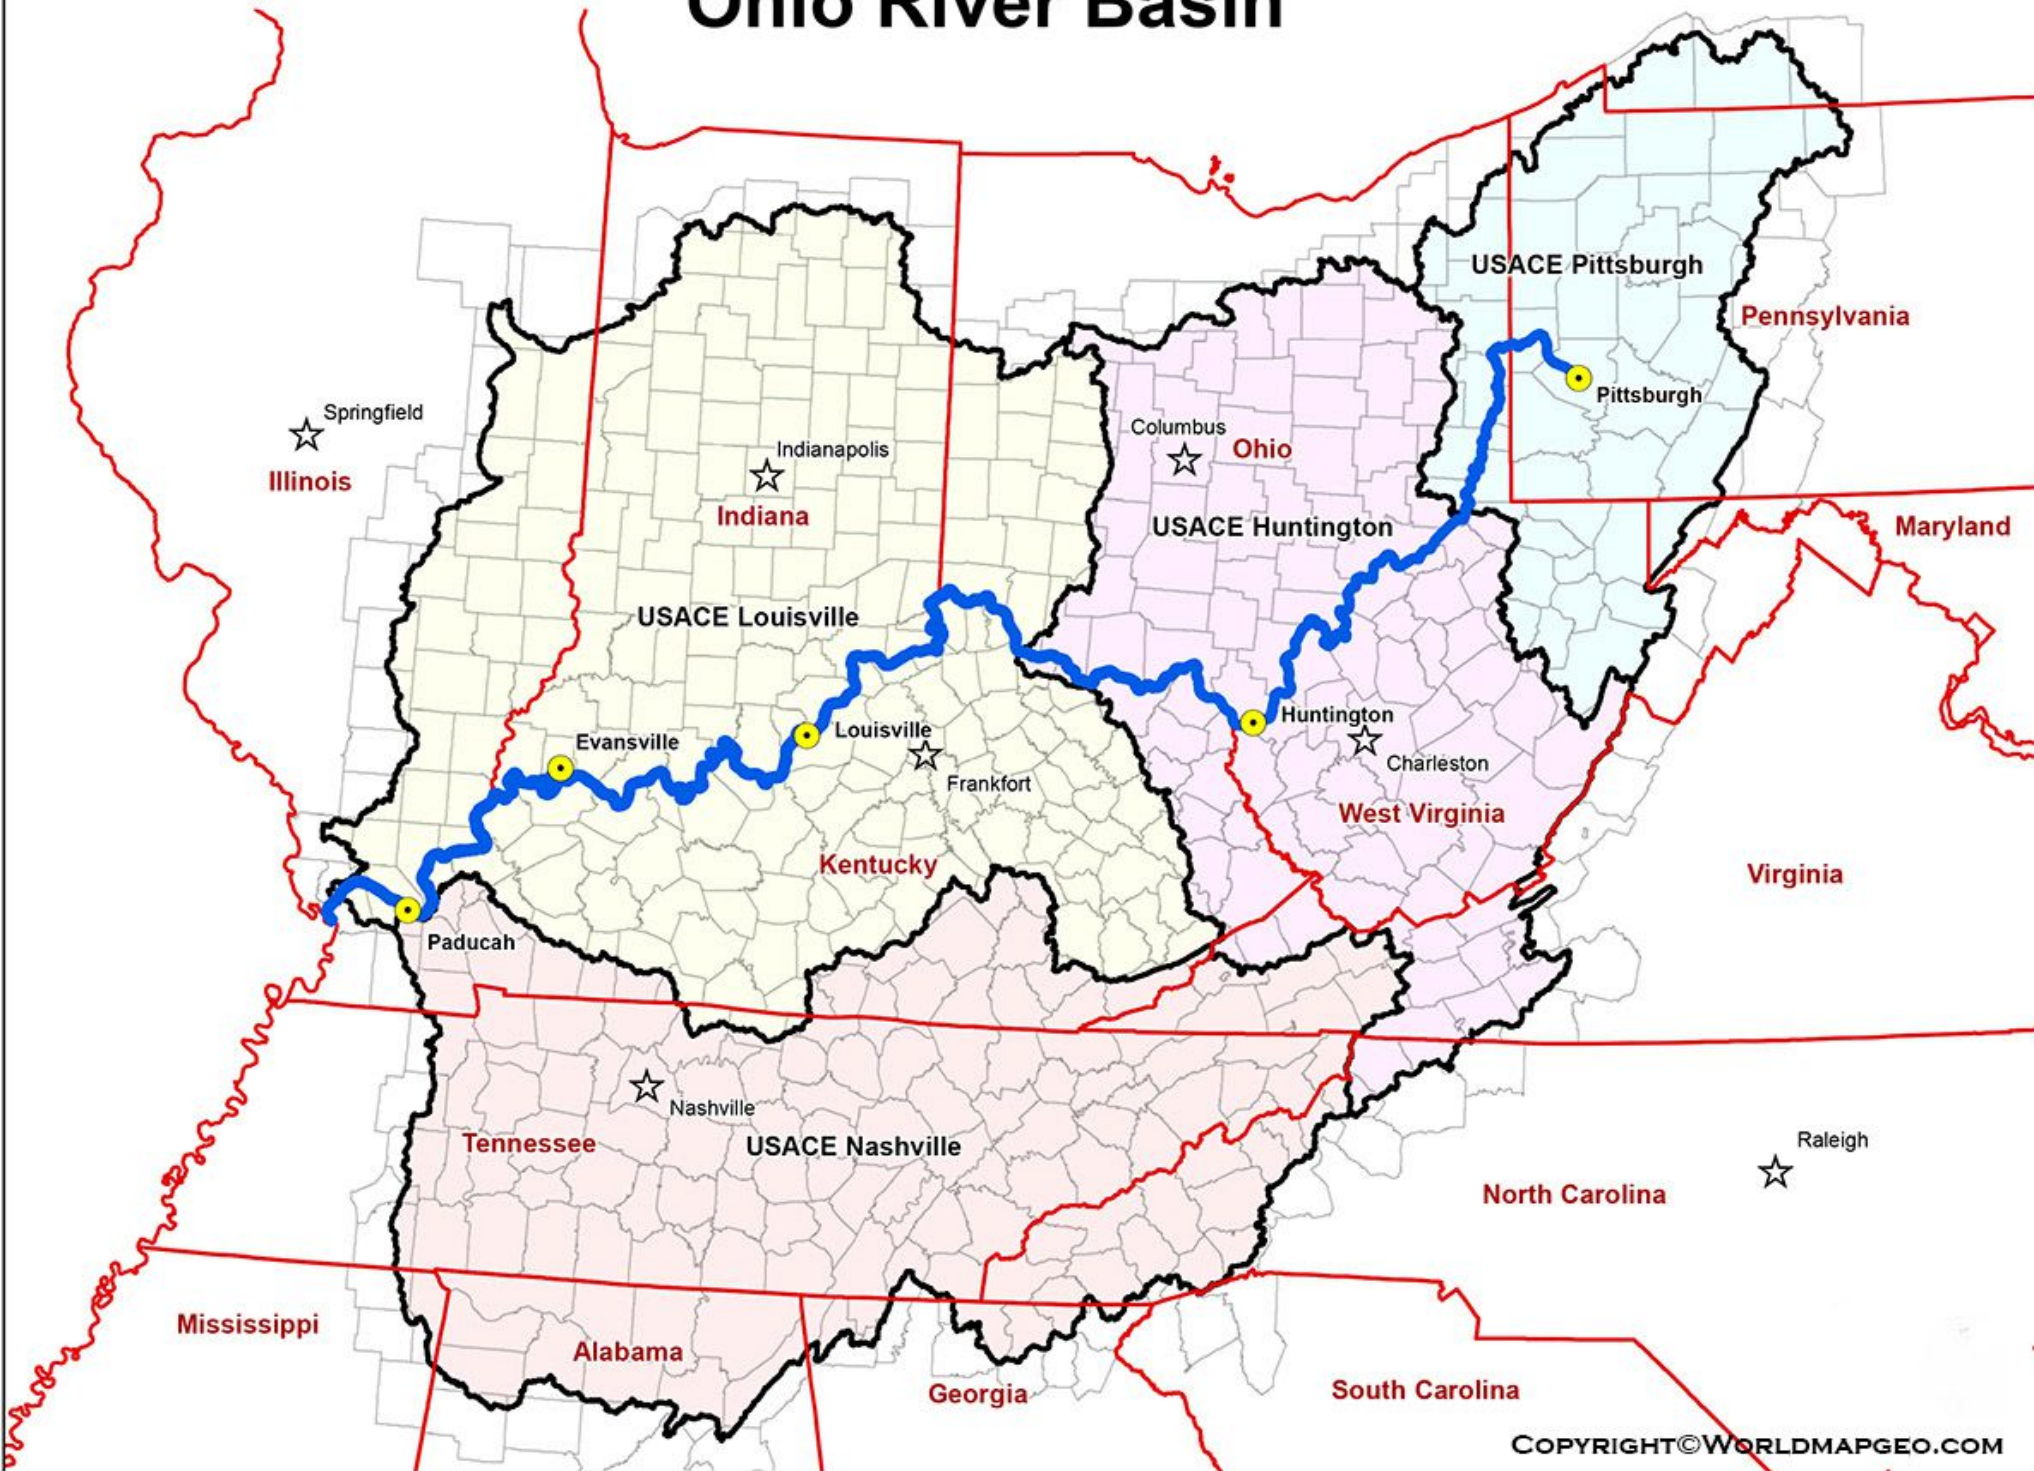 Ohio River Basin
USACE Pittsburgh
Pennsylvania
Pittsburgh
Springfield
Illinois
Indianapolis
Indiana
Columbus
Ohio
USACE Huntington
Maryland
USACE Louisville
Evansville
Louisville
Frankfort
Huntington
Charleston
West Virginia
Kentucky
Virginia
Paducah
Nashville
Tennessee
USACE Nashville
Raleigh
North Carolina
Mississippi
Alabama
Georgia
South Carolina
COPYRIGHT©WORLDMAPGEO.COM